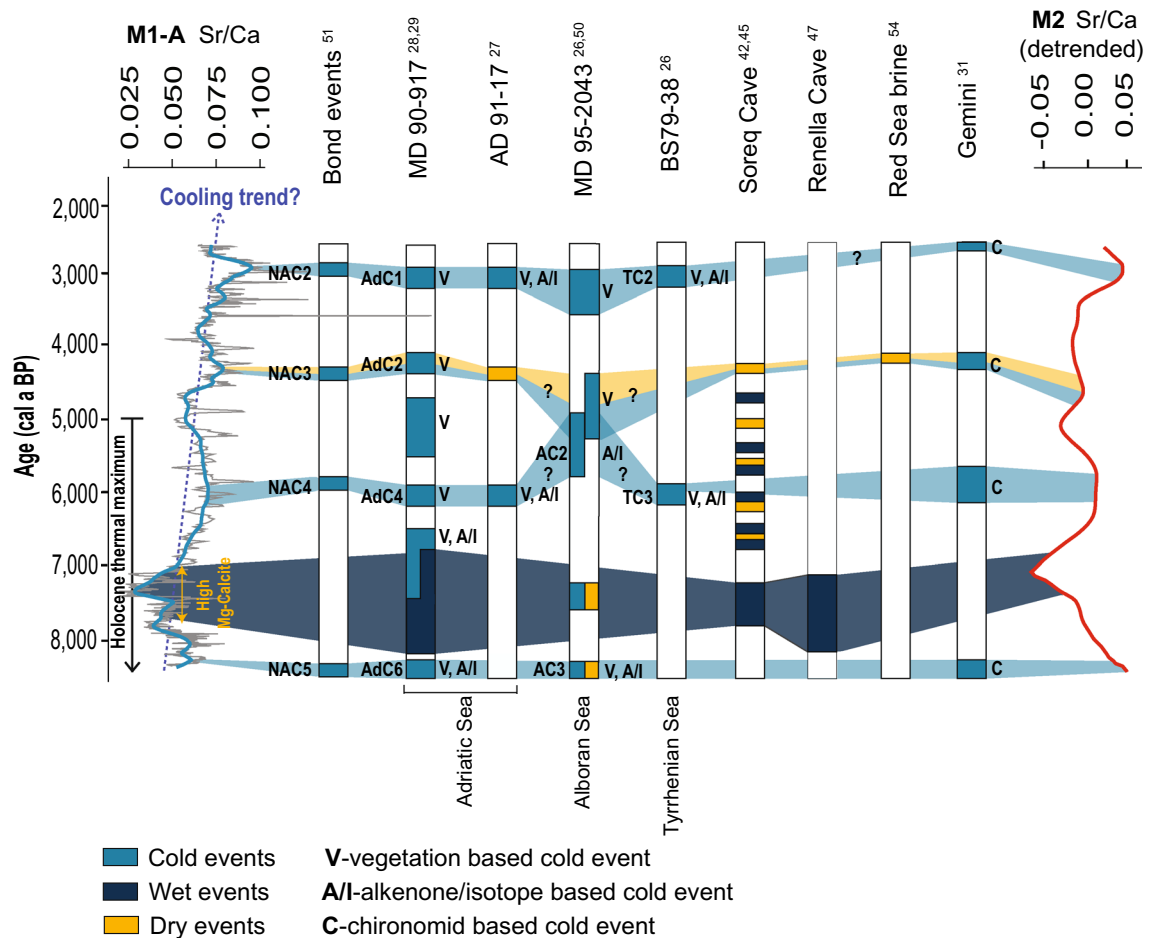 M1-A Sr/Ca
0.025
0.050
0.075
0.100
Bond events 51
MD 90-917 28,29
AD 91-17 27
MD 95-2043 26,50
BS79-38 26
Soreq Cave 42,45
Renella Cave 47
Red Sea brine 54
Gemini 31
M2 Sr/Ca
(detrended)
-0.05
0.00
0.05
Cooling trend?
Age (cal a BP)
2,000
3,000
4,000
5,000
6,000
7,000
8,000
Holocene thermal maximum
High
Mg-Calcite
NAC2
AdC1
V
V, A/I
V
TC2
V, A/I
?
C
NAC3
AdC2
V
?
V
?
C
V
AC2
?
A/I
?
NAC4
AdC4
V
V, A/I
TC3
V, A/I
C
V, A/I
NAC5
AdC6
V, A/I
AC3
V, A/I
C
Adriatic Sea
Alboran Sea
Tyrrhenian Sea
Cold events
V-vegetation based cold event
Wet events
A/I-alkenone/isotope based cold event
Dry events
C-chironomid based cold event